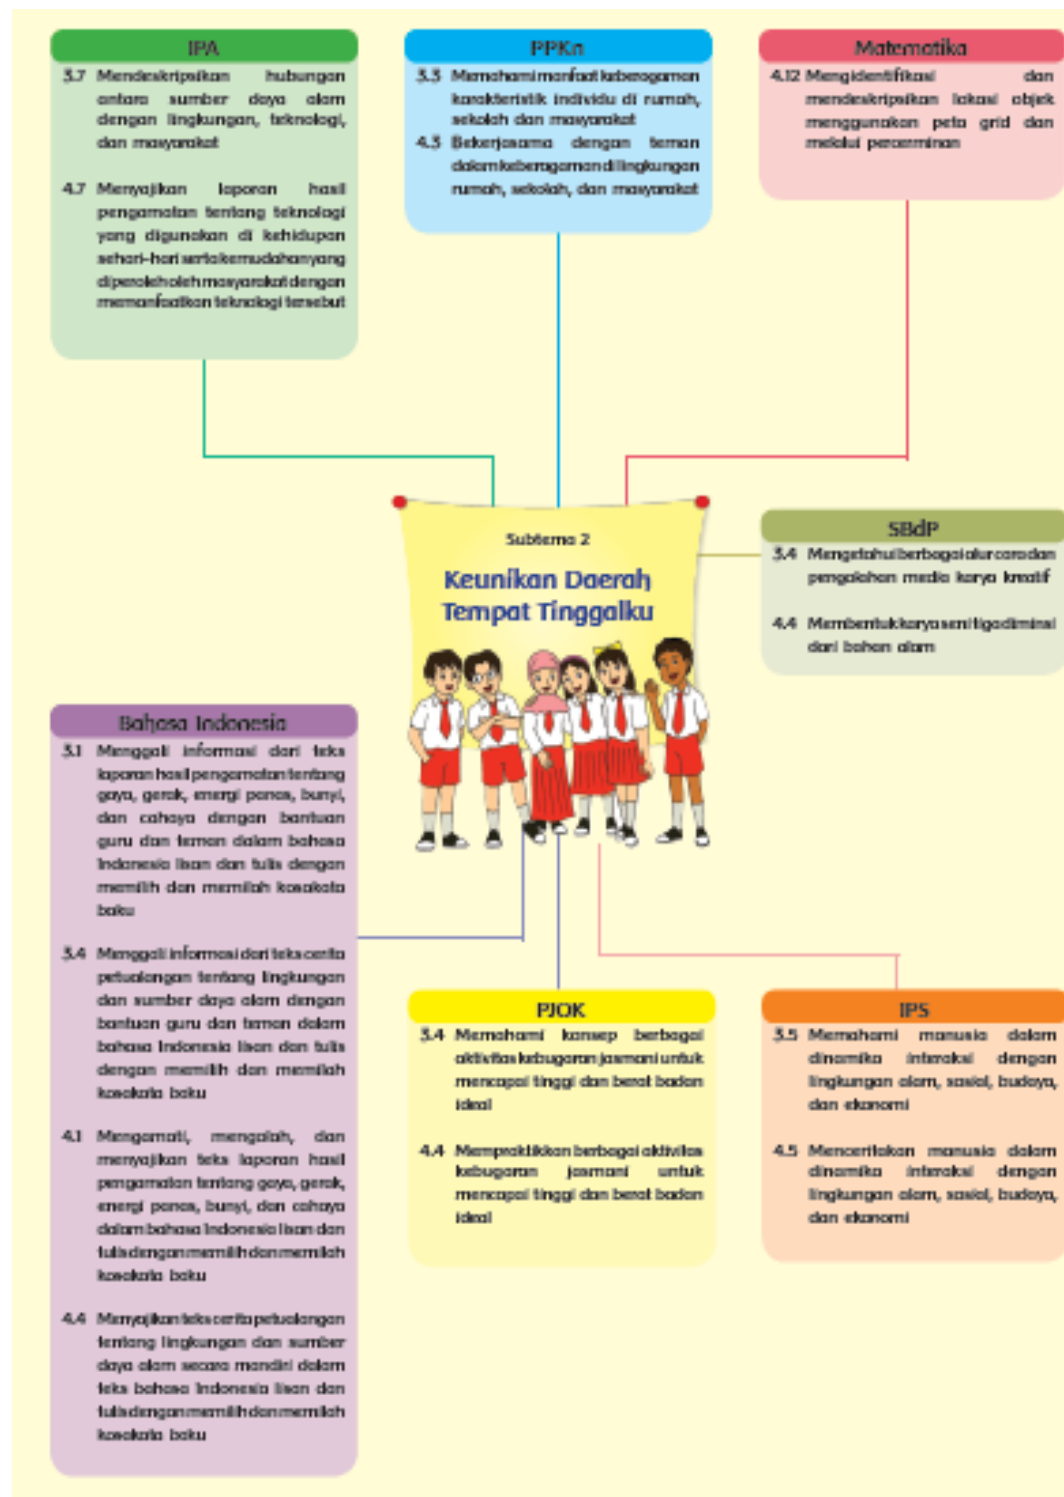 IPA
3.7 Mendeskripsikan hubungan
antara sumber daya alam
dengan lingkungan, teknologi,
dan masyarakat
4.7 Menyajikan laporan hasil
pengamatan tentang teknologi
yang digunakan di kehidupan
sehari-hari serta kemudahan yang
diperoleh oleh masyarakat dengan
memanfaatkan teknologi tersebut
PPKn
3.3 Memahami manfaat keberagaman
karakteristik individu di rumah,
sekolah dan masyarakat
4.3 Bekerjasama dengan teman
dalam keberagaman di lingkungan
rumah, sekolah, dan masyarakat
Matematika
4.12 Mengidentifikasi dan
mendeskripsikan lokasi objek
menggunakan peta grid dan
melalui percerminan
Subtema 2
Keunikan Daerah
Tempat Tinggalku
SBdP
3.4 Mengetahui berbagai alur cara dan
pengolahan media karya kreatif
4.4 Membentuk karya seni tiga diminsi
dari bahan alam
Bahasa Indonesia
3.1 Menggali informasi dari teks
laporan hasil pengamatan tentang
gaya, gerak, energi panas, bunyi,
dan cahaya dengan bantuan
guru dan teman dalam bahasa
Indonesia lisan dan tulis dengan
memilih dan memilah kosakata
baku
3.4 Menggali informasi dari teks cerita
petualangan tentang lingkungan
dan sumber daya alam dengan
bantuan guru dan teman dalam
bahasa Indonesia lisan dan tulis
dengan memilih dan memilah
kosakata baku
4.1 Mengamati, mengolah, dan
menyajikan teks laporan hasil
pengamatan tentang gaya, gerak,
energi panas, bunyi, dan cahaya
dalam bahasa Indonesia lisan dan
tulis dengan memilih dan memilah
kosakata baku
4.4 Menyajikan teks cerita petualangan
tentang lingkungan dan sumber
daya alam secara mandiri dalam
teks bahasa Indonesia lisan dan
tulis dengan memilih dan memilah
kosakata baku
PJOK
3.4 Memahami konsep berbagai
aktivitas kebugaran jasmani untuk
mencapai tinggi dan berat badan
ideal
4.4 Mempraktikkan berbagai aktivitas
kebugaran jasmani untuk
mencapai tinggi dan berat badan
ideal
IPS
3.5 Memahami manusia dalam
dinamika interaksi dengan
lingkungan alam, sosial, budaya,
dan ekonomi
4.5 Menceritakan manusia dalam
dinamika interaksi dengan
lingkungan alam, sosial, budaya,
dan ekonomi